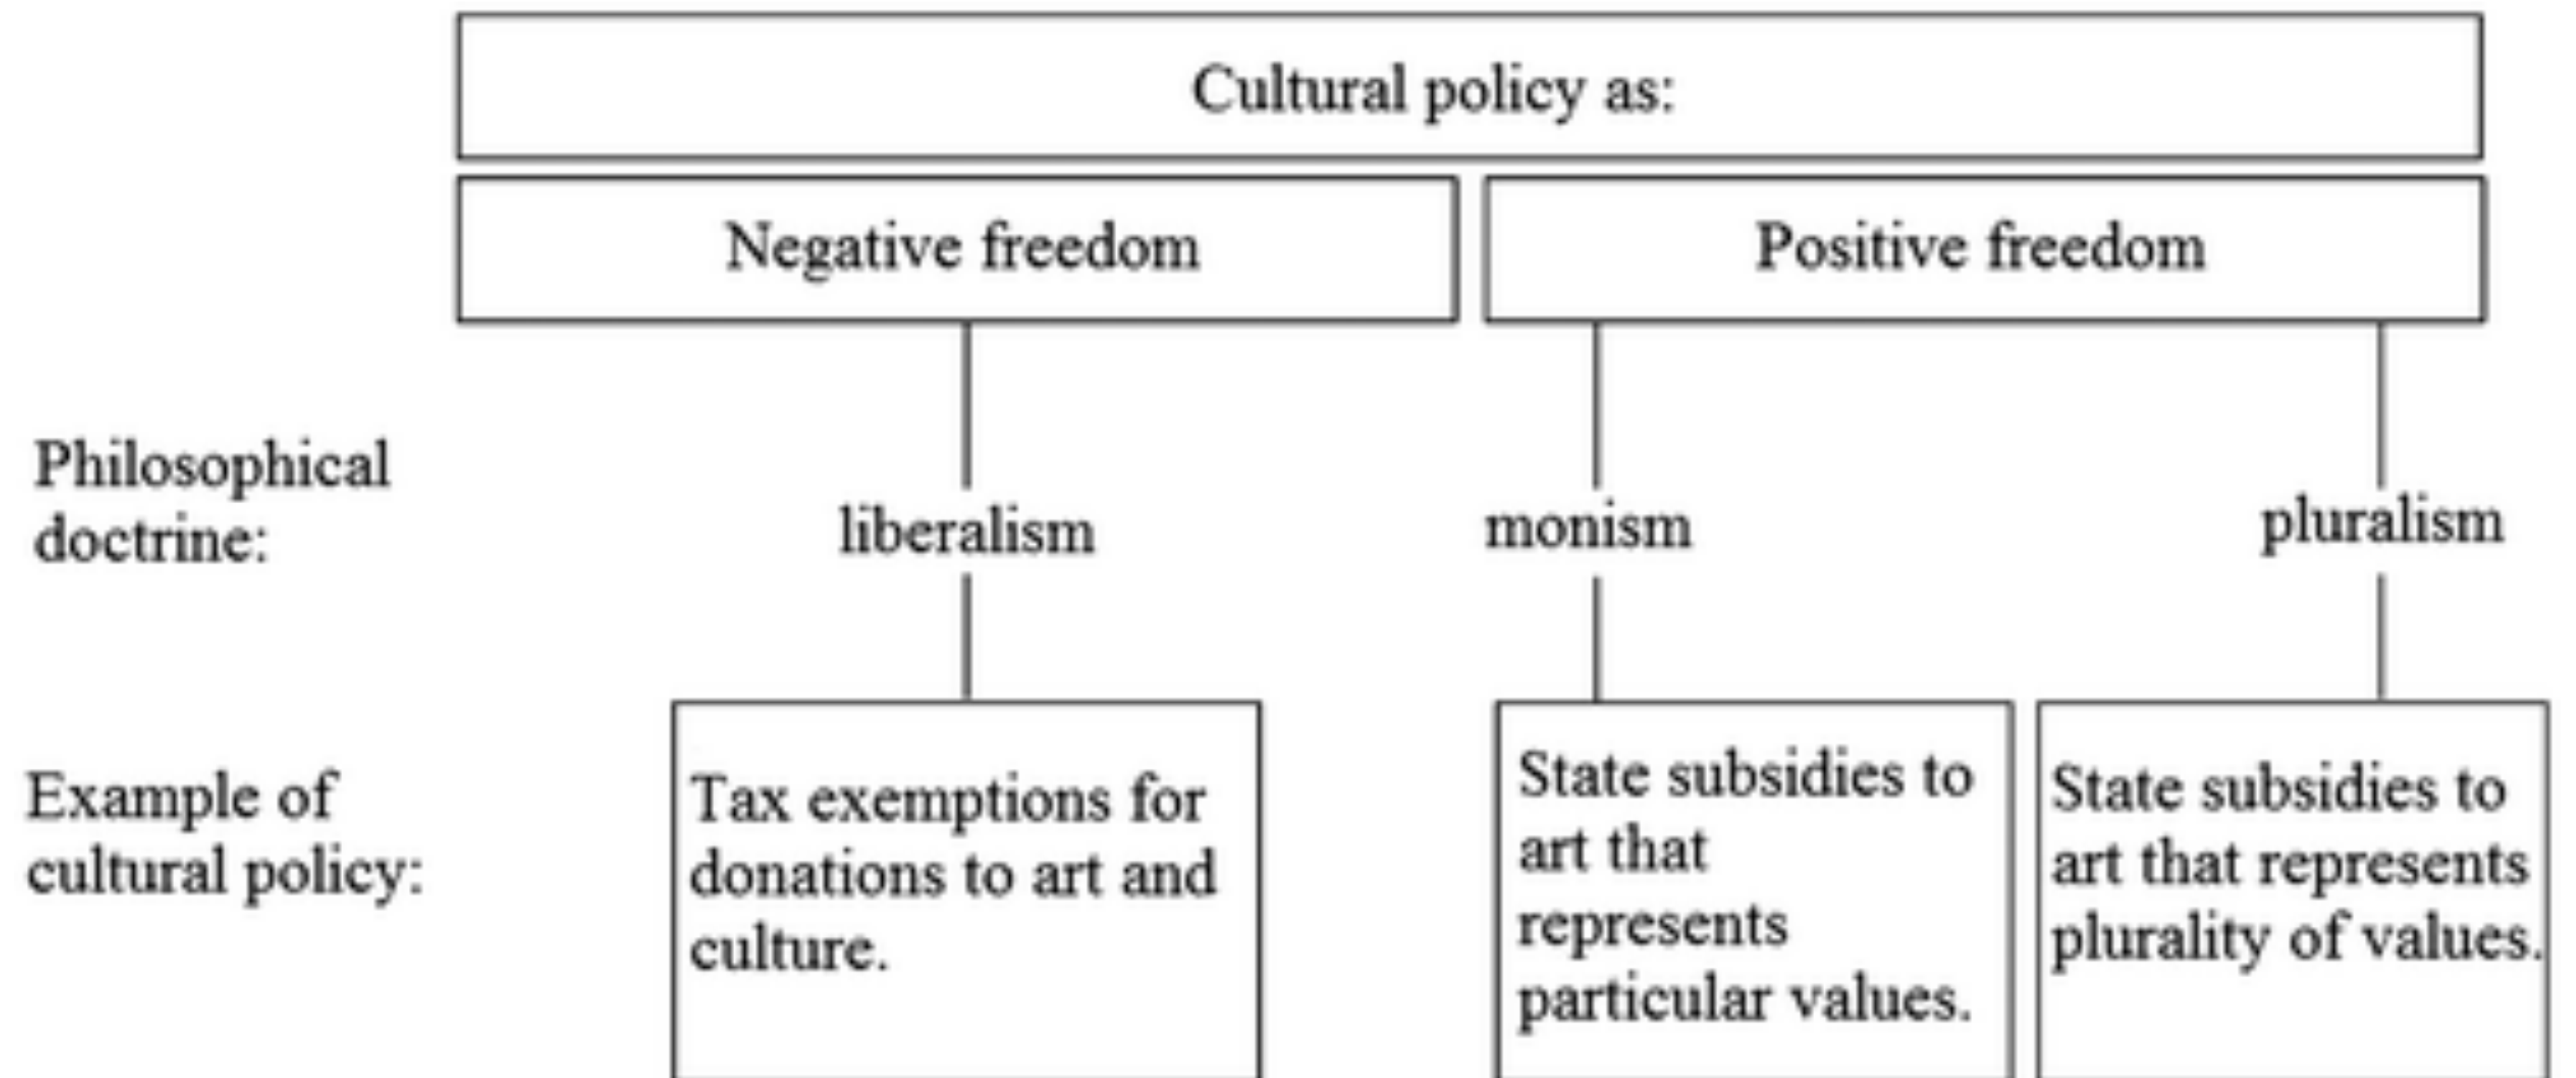 Cultural policy as:
Negative freedom
Positive freedom
Philosophical
doctrine:
liberalism
monism
pluralism
Example of
cultural policy:
Tax exemptions for
donations to art and
culture.
State subsidies to
art that
represents
particular values.
State subsidies to
art that represents
plurality of values.